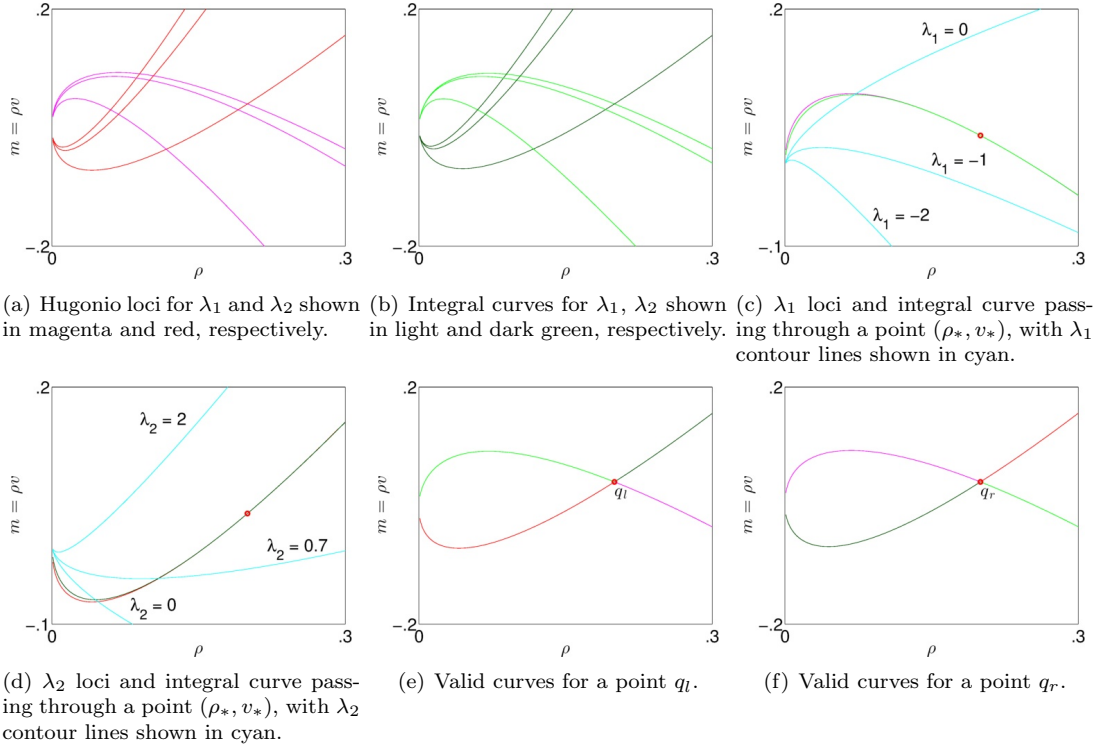 .2
m = ρv
-.2
0
.3
ρ
(a) Hugonio loci for λ1 and λ2 shown
in magenta and red, respectively.
.2
m = ρv
-.2
0
.3
ρ
(b) Integral curves for λ1, λ2 shown
in light and dark green, respectively.
.2
m = ρv
λ1 = 0
λ1 = −1
λ1 = −2
-.1
0
.3
ρ
(c) λ1 loci and integral curve pass-
ing through a point (ρ*, v*), with λ1
contour lines shown in cyan.
.2
m = ρv
λ2 = 2
λ2 = 0.7
λ2 = 0
-.1
0
.3
ρ
(d) λ2 loci and integral curve pass-
ing through a point (ρ*, v*), with λ2
contour lines shown in cyan.
.2
m = ρv
ql
-.2
0
.3
ρ
(e) Valid curves for a point ql.
.2
m = ρv
qr
-.2
0
.3
ρ
(f) Valid curves for a point qr.